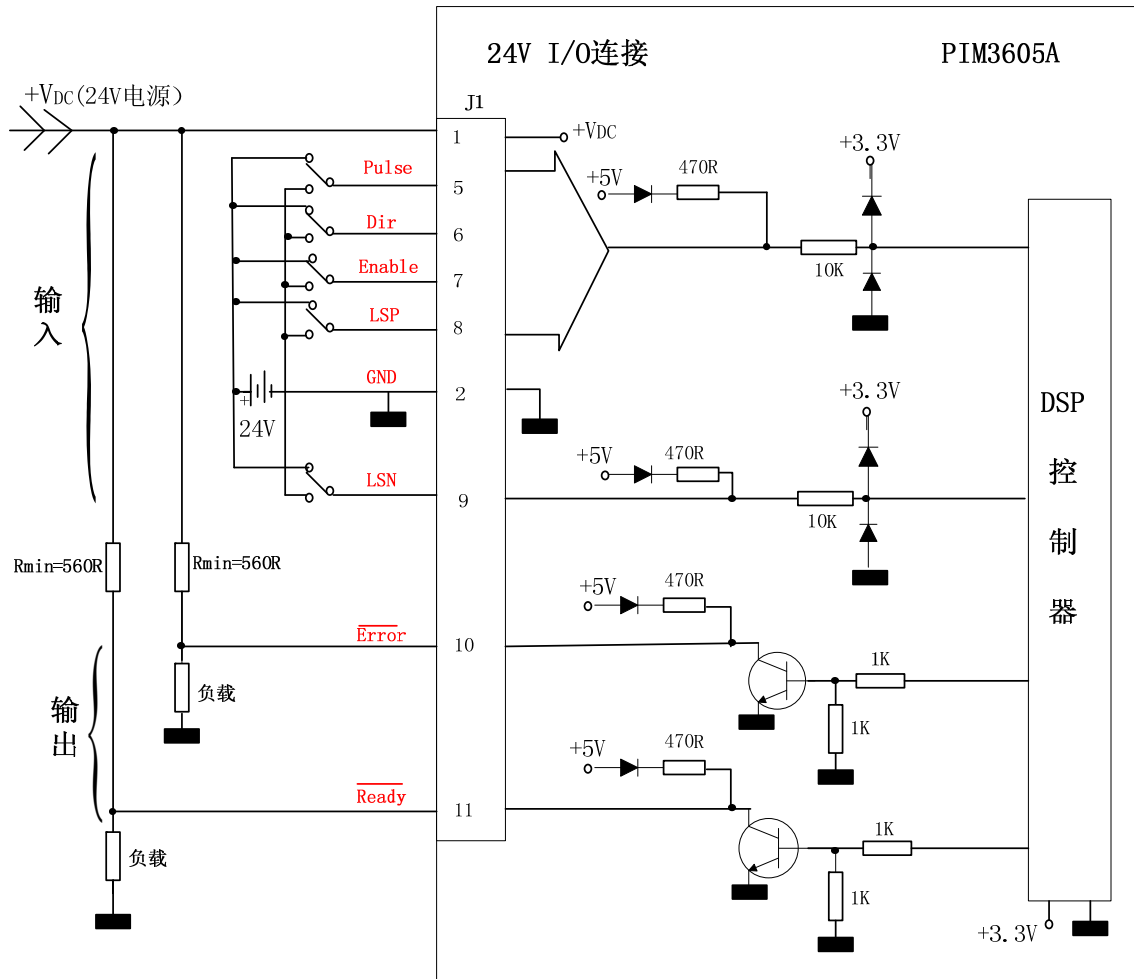 24V I/O连接
PIM3605A
+VDC(24V电源)
J1
1
+VDC
Pulse
5
Dir
6
Enable
7
LSP
8
GND
2
24V
+
LSN
9
输入
+5V
470R
+3.3V
10K
+5V
470R
+3.3V
10K
DSP控制器
Rmin=560R
Rmin=560R
Error
10
负载
+5V
470R
1K
1K
输出
Ready
11
负载
+5V
470R
1K
1K
+3.3V